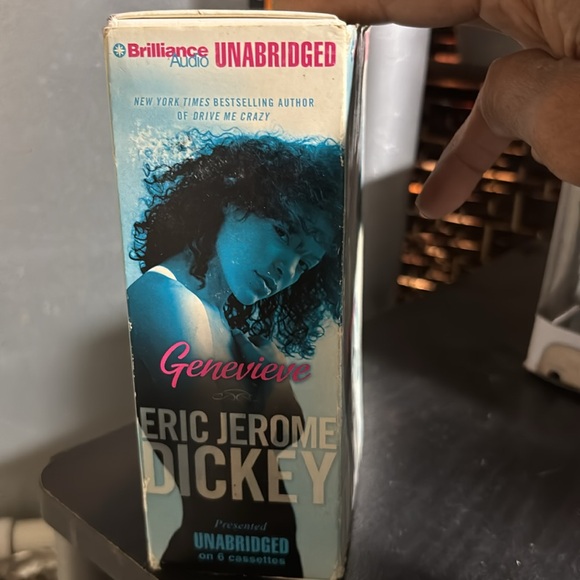 Brilliance Audio UNABRIDGED
NEW YORK TIMES BESTSELLING AUTHOR
OF DRIVE ME CRAZY
Genevieve
ERIC JEROME
DICKEY
Presented
UNABRIDGED
on 6 cassettes